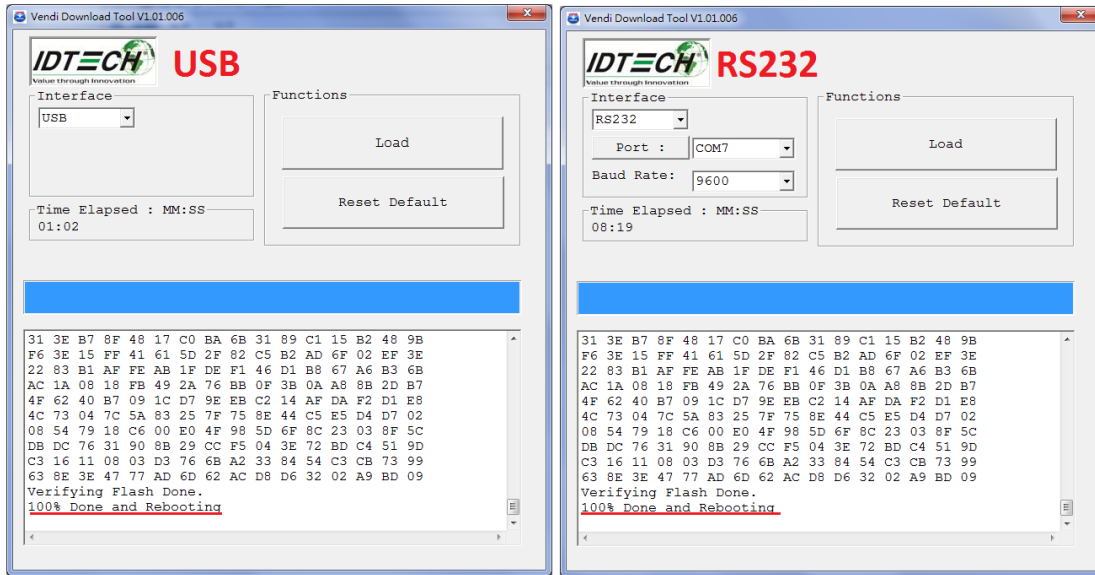 Vendi Download Tool V1.01.006
IDTECH
Value through Innovation
USB
Interface
USB
Functions
Load
Reset Default
Time Elapsed : MM:SS
01:02
31 3E B7 8F 48 17 C0 BA 6B 31 89 C1 15 B2 48 9B
F6 3E 15 FF 41 61 5D 2F 82 C5 B2 AD 6F 02 EF 3E
22 83 B1 AF FE AB 1F DE F1 46 D1 B8 67 A6 B3 6B
AC 1A 08 18 FB 49 2A 76 BB 0F 3B 0A A8 8B 2D B7
4F 62 40 B7 09 1C D7 9E EB C2 14 AF DA F2 D1 E8
4C 73 04 7C 5A 83 25 7F 75 8E 44 C5 E5 D4 D7 02
08 54 79 18 C6 00 E0 4F 98 5D 6F 8C 23 03 8F 5C
DB DC 76 31 90 8B 29 CC F5 04 3E 72 BD C4 51 9D
C3 16 11 08 03 D3 76 6B A2 33 84 54 C3 CB 73 99
63 8E 3E 47 77 AD 6D 62 AC D8 D6 32 02 A9 BD 09
Verifying Flash Done.
100% Done and Rebooting
Vendi Download Tool V1.01.006
IDTECH
Value through Innovation
RS232
Interface
RS232
Port :
COM7
Baud Rate:
9600
Functions
Load
Reset Default
Time Elapsed : MM:SS
08:19
31 3E B7 8F 48 17 C0 BA 6B 31 89 C1 15 B2 48 9B
F6 3E 15 FF 41 61 5D 2F 82 C5 B2 AD 6F 02 EF 3E
22 83 B1 AF FE AB 1F DE F1 46 D1 B8 67 A6 B3 6B
AC 1A 08 18 FB 49 2A 76 BB 0F 3B 0A A8 8B 2D B7
4F 62 40 B7 09 1C D7 9E EB C2 14 AF DA F2 D1 E8
4C 73 04 7C 5A 83 25 7F 75 8E 44 C5 E5 D4 D7 02
08 54 79 18 C6 00 E0 4F 98 5D 6F 8C 23 03 8F 5C
DB DC 76 31 90 8B 29 CC F5 04 3E 72 BD C4 51 9D
C3 16 11 08 03 D3 76 6B A2 33 84 54 C3 CB 73 99
63 8E 3E 47 77 AD 6D 62 AC D8 D6 32 02 A9 BD 09
Verifying Flash Done.
100% Done and Rebooting